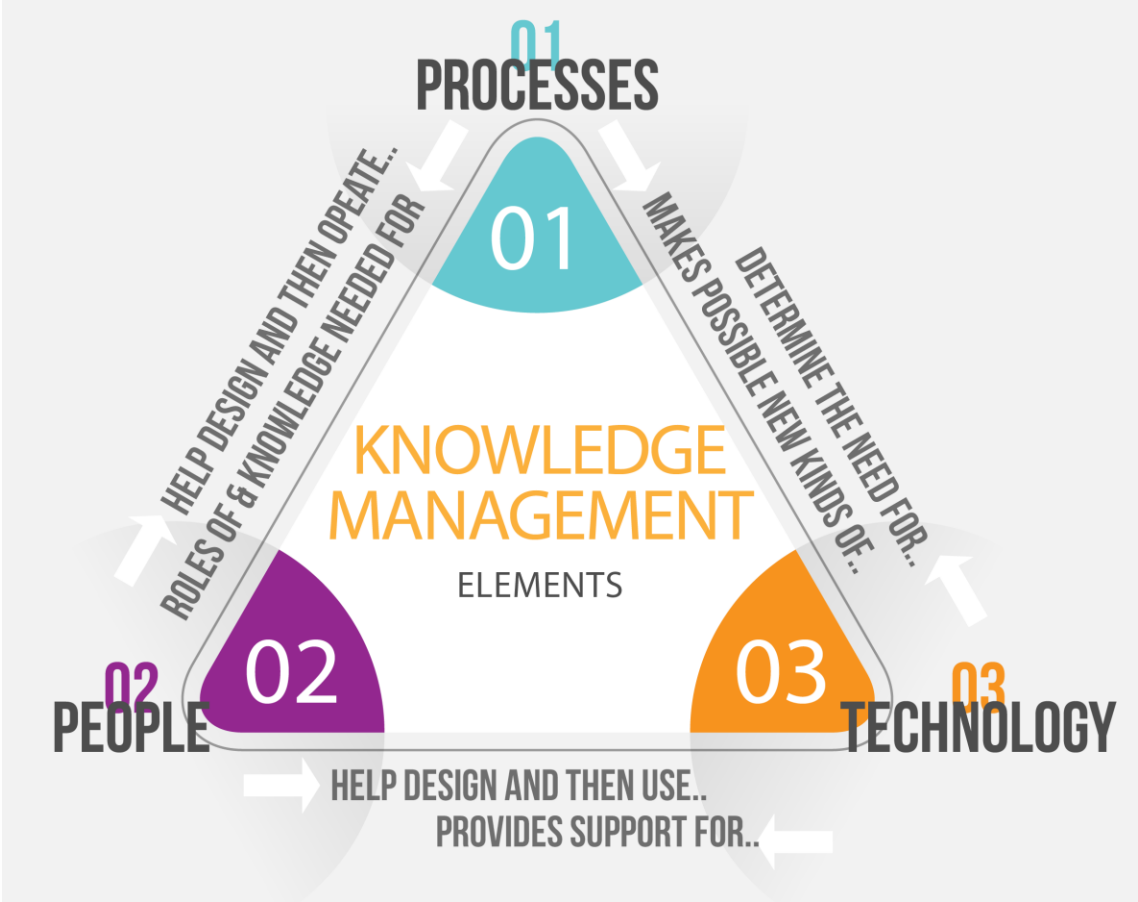 01
PROCESSES
HELP DESIGN AND THEN OPEATE..
ROLES OF & KNOWLEDGE NEEDED FOR
01
MAKES POSSIBLE NEW KINDS OF..
DETERMINE THE NEED FOR..
KNOWLEDGE
MANAGEMENT
ELEMENTS
02
PEOPLE
02
03
03
TECHNOLOGY
HELP DESIGN AND THEN USE..
PROVIDES SUPPORT FOR..